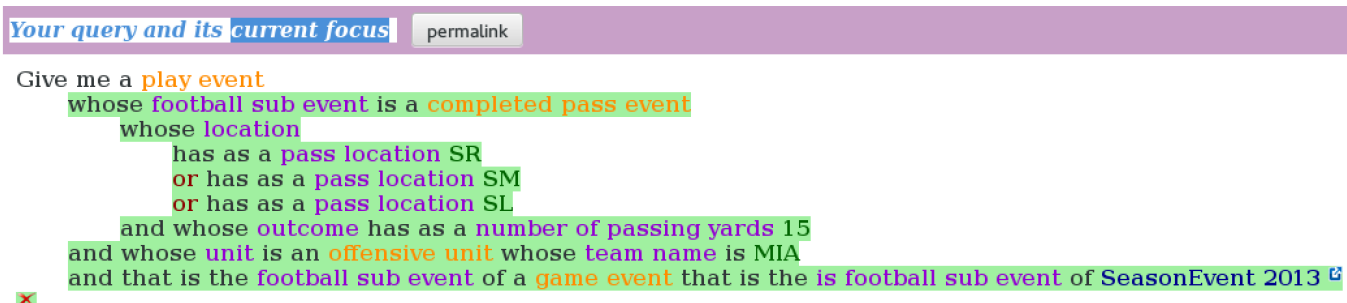 Your query and its current focus permalink
Give me a play event
whose football sub event is a completed pass event
whose location
has as a pass location SR
or has as a pass location SM
or has as a pass location SL
and whose outcome has as a number of passing yards 15
and whose unit is an offensive unit whose team name is MIA
and that is the football sub event of a game event that is the is football sub event of SeasonEvent 2013